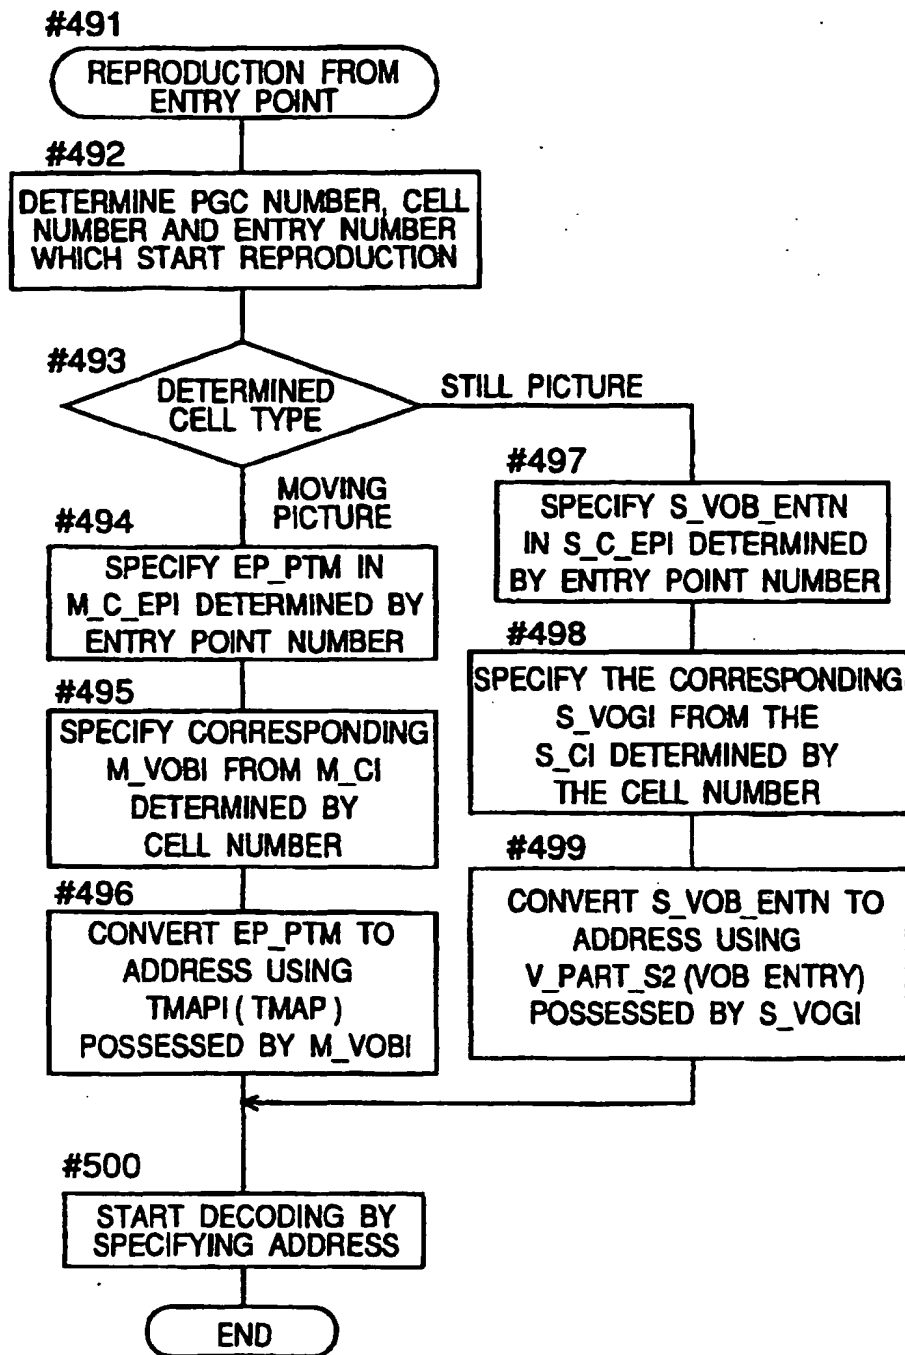 #491
REPRODUCTION FROM
ENTRY POINT
#492
DETERMINE PGC NUMBER, CELL
NUMBER AND ENTRY NUMBER
WHICH START REPRODUCTION
#493
DETERMINED
CELL TYPE
STILL PICTURE
MOVING
PICTURE
#494
SPECIFY EP_PTM IN
M_C_EPI DETERMINED BY
ENTRY POINT NUMBER
#495
SPECIFY CORRESPONDING
M_VOBI FROM M_CI
DETERMINED BY
CELL NUMBER
#496
CONVERT EP_PTM TO
ADDRESS USING
TMAPI ( TMAP )
POSSESSED BY M_VOBI
#497
SPECIFY S_VOB_ENTN
IN S_C_EPI DETERMINED
BY ENTRY POINT NUMBER
#498
SPECIFY THE CORRESPONDING
S_VOGI FROM THE
S_CI DETERMINED BY
THE CELL NUMBER
#499
CONVERT S_VOB_ENTN TO
ADDRESS USING
V_PART_S2 (VOB ENTRY)
POSSESSED BY S_VOGI
#500
START DECODING BY
SPECIFYING ADDRESS
END